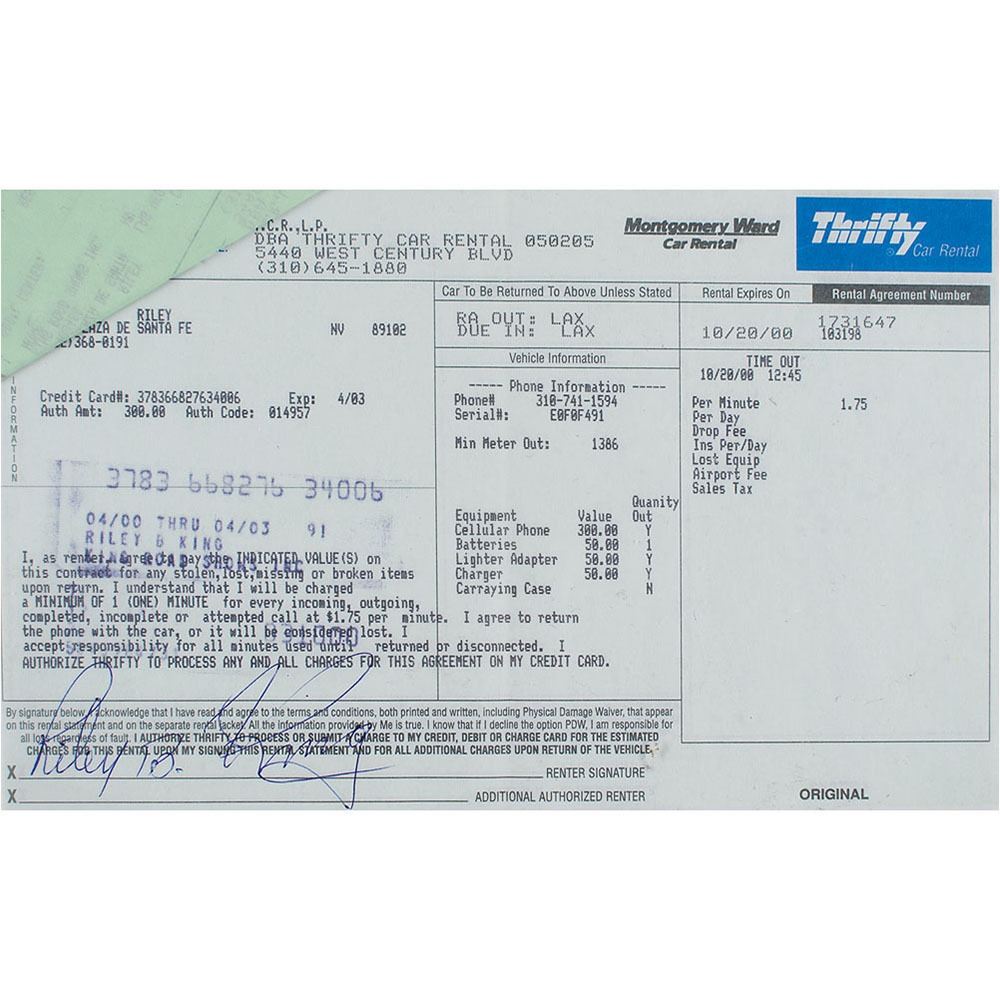 .C.R.,L.P.
DBA THRIFTY CAR RENTAL 050205
5440 WEST CENTURY BLVD
(310)645-1880
Montgomery Ward
Car Rental
Thrifty
Car Rental
RILEY
PLAZA DE SANTA FE NV 89102
)368-0191
INFORMATION
Credit Card#: 378366827634006 Exp: 4/03
Auth Amt: 300.00 Auth Code: 014957
3783 668276 34006
04/00 THRU 04/03 91
RILEY B KING
KING ROAD SHOWS INC
I, as renter, agree to pay the INDICATED VALUE(S) on
this contract for any stolen,lost,missing or broken items
upon return. I understand that I will be charged
a MINIMUM OF 1 (ONE) MINUTE for every incoming, outgoing,
completed, incomplete or attempted call at $1.75 per minute. I agree to return
the phone with the car, or it will be considered lost. I
accept responsibility for all minutes used until returned or disconnected. I
AUTHORIZE THRIFTY TO PROCESS ANY AND ALL CHARGES FOR THIS AGREEMENT ON MY CREDIT CARD.
Car To Be Returned To Above Unless Stated
RA OUT: LAX
DUE IN: LAX
Vehicle Information
----- Phone Information -----
Phone# 310-741-1594
Serial#: E0F0F491
Min Meter Out: 1386
Quanity
Equipment Value Out
Cellular Phone 300.00 Y
Batteries 50.00 1
Lighter Adapter 50.00 Y
Charger 50.00 Y
Carraying Case N
Rental Expires On
Rental Agreement Number
10/20/00
1731647
103198
TIME OUT
10/20/00 12:45
Per Minute 1.75
Per Day
Drop Fee
Ins Per/Day
Lost Equip
Airport Fee
Sales Tax
By signature below, I acknowledge that I have read and agree to the terms and conditions, both printed and written, including Physical Damage Waiver, that appear
on this rental statement and on the separate rental jacket. All the information provided by Me is true. I know that if I decline the option PDW, I am responsible for
all loss regardless of fault. I AUTHORIZE THRIFTY TO PROCESS OR SUBMIT A CHARGE TO MY CREDIT, DEBIT OR CHARGE CARD FOR THE ESTIMATED
CHARGES FOR THIS RENTAL UPON MY SIGNING THIS RENTAL STATEMENT AND FOR ALL ADDITIONAL CHARGES UPON RETURN OF THE VEHICLE.
Riley B. King
X RENTER SIGNATURE
X ADDITIONAL AUTHORIZED RENTER
ORIGINAL